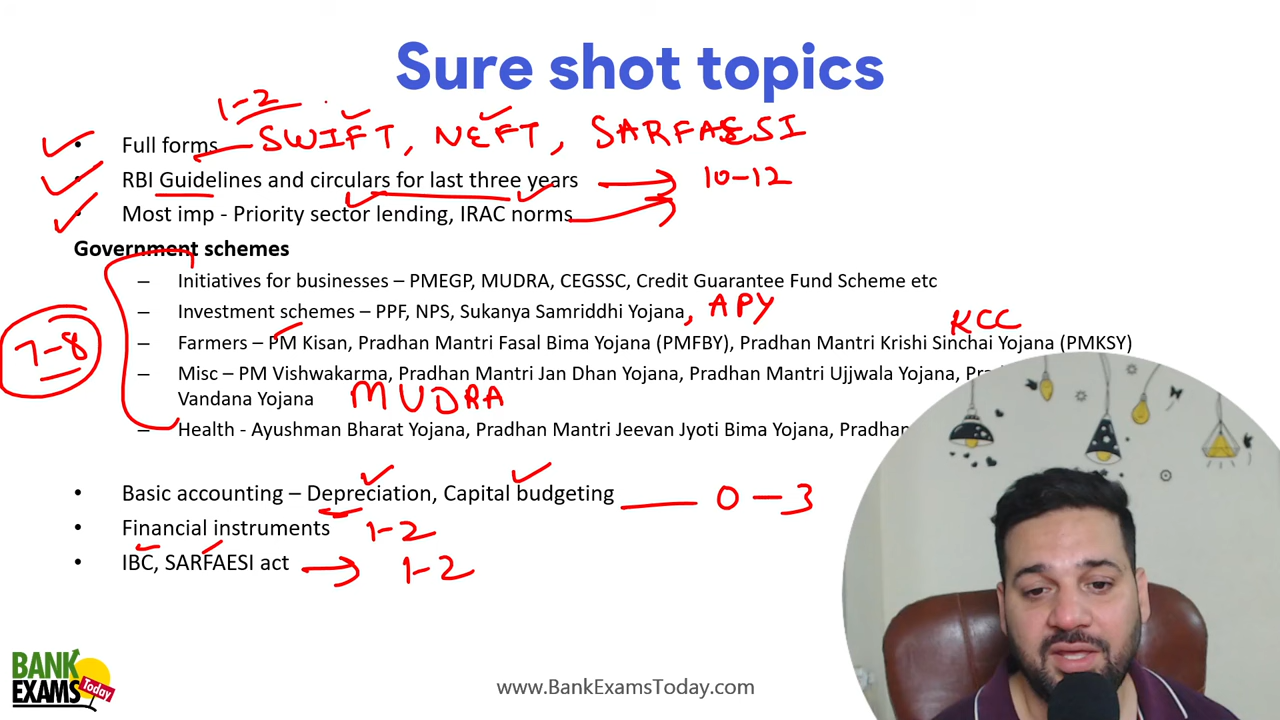 Sure shot topics
1-2
• Full forms SWIFT, NEFT, SARFAESI
• RBI Guidelines and circulars for last three years 10-12
• Most imp - Priority sector lending, IRAC norms
Government schemes
– Initiatives for businesses – PMEGP, MUDRA, CEGSSC, Credit Guarantee Fund Scheme etc
– Investment schemes – PPF, NPS, Sukanya Samriddhi Yojana, APY
KCC
7-8
– Farmers – PM Kisan, Pradhan Mantri Fasal Bima Yojana (PMFBY), Pradhan Mantri Krishi Sinchai Yojana (PMKSY)
– Misc – PM Vishwakarma, Pradhan Mantri Jan Dhan Yojana, Pradhan Mantri Ujjwala Yojana,
Vandana Yojana MUDRA
– Health - Ayushman Bharat Yojana, Pradhan Mantri Jeevan Jyoti Bima Yojana, Pradhan
• Basic accounting – Depreciation, Capital budgeting 0-3
• Financial instruments 1-2
• IBC, SARFAESI act 1-2
BANK
EXAMS
Today
www.BankExamsToday.com